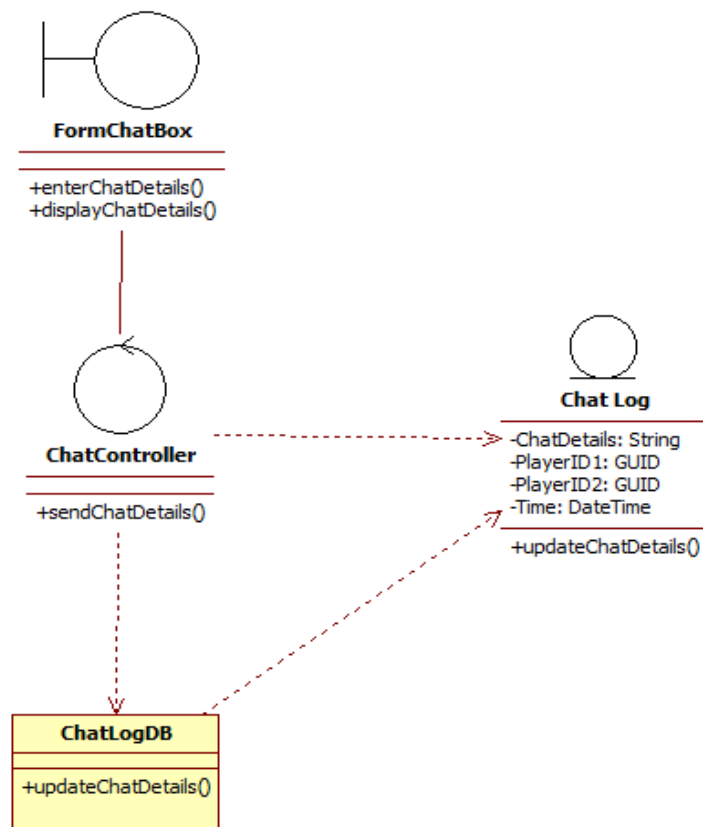 FormChatBox
+enterChatDetails()
+displayChatDetails()
ChatController
+sendChatDetails()
Chat Log
-ChatDetails: String
-PlayerID1: GUID
-PlayerID2: GUID
-Time: DateTime
+updateChatDetails()
ChatLogDB
+updateChatDetails()